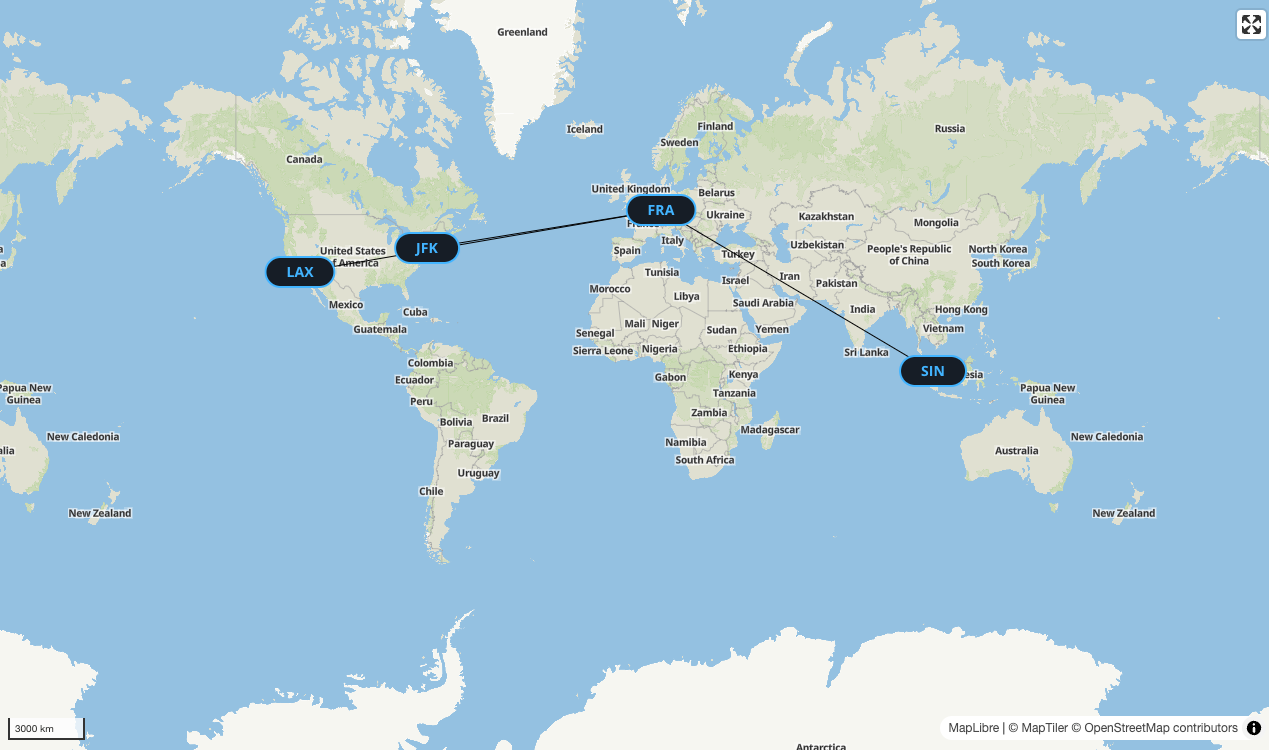 Greenland
Iceland
Finland
Sweden
Russia
Canada
United Kingdom
Belarus
FRA
Ukraine
Kazakhstan
Mongolia
JFK
Italy
Spain
Turkey
Uzbekistan
People's Republic
of China
North Korea
South Korea
United States
of America
LAX
Tunisia
Morocco
Libya
Israel
Iran
Pakistan
Mexico
Cuba
Guatemala
Saudi Arabia
India
Hong Kong
Senegal
Mali
Niger
Sudan
Yemen
Vietnam
Sierra Leone
Nigeria
Ethiopia
Sri Lanka
Colombia
Ecuador
Gabon
Kenya
SIN
esia
Papua New
Guinea
Papua New
Guinea
Peru
Brazil
Bolivia
Tanzania
Zambia
Madagascar
New Caledonia
New Caledonia
alia
Paraguay
Namibia
South Africa
Australia
Uruguay
Chile
New Zealand
New Zealand
3000 km
MapLibre | © MapTiler © OpenStreetMap contributors
Antarctica